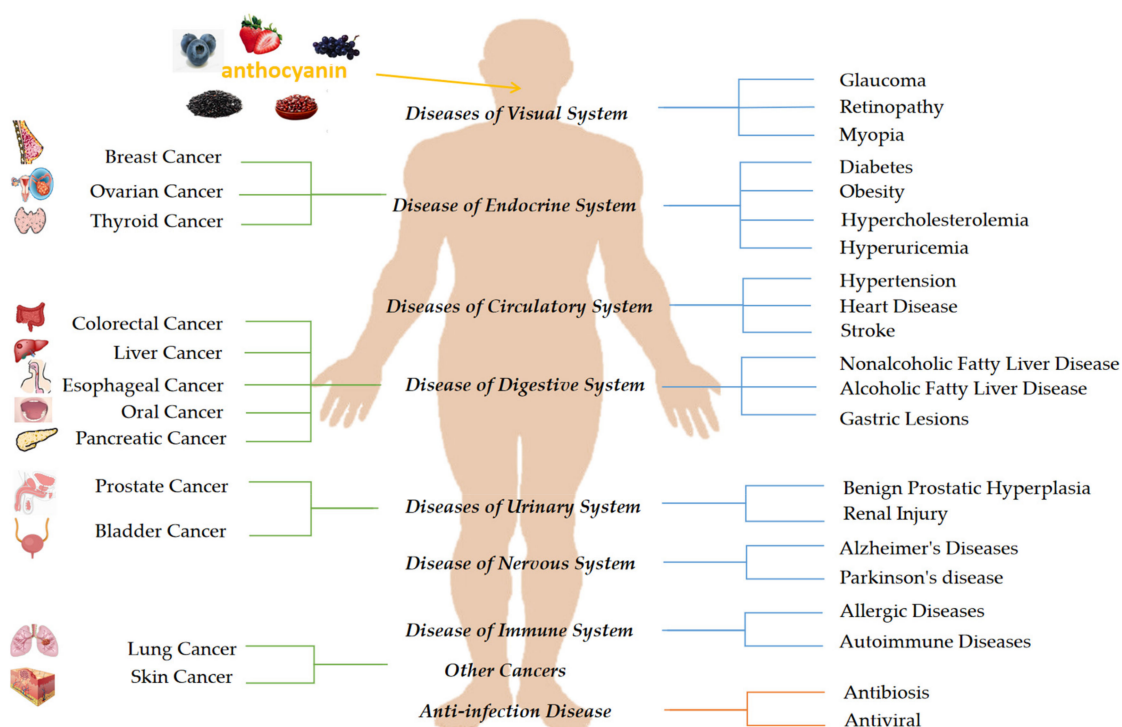 anthocyanin
Diseases of Visual System
Glaucoma
Retinopathy
Myopia
Breast Cancer
Ovarian Cancer
Thyroid Cancer
Disease of Endocrine System
Diabetes
Obesity
Hypercholesterolemia
Hyperuricemia
Diseases of Circulatory System
Hypertension
Heart Disease
Stroke
Colorectal Cancer
Liver Cancer
Esophageal Cancer
Oral Cancer
Pancreatic Cancer
Disease of Digestive System
Nonalcoholic Fatty Liver Disease
Alcoholic Fatty Liver Disease
Gastric Lesions
Prostate Cancer
Bladder Cancer
Diseases of Urinary System
Benign Prostatic Hyperplasia
Renal Injury
Disease of Nervous System
Alzheimer's Diseases
Parkinson's disease
Disease of Immune System
Allergic Diseases
Autoimmune Diseases
Lung Cancer
Skin Cancer
Other Cancers
Anti-infection Disease
Antibiosis
Antiviral